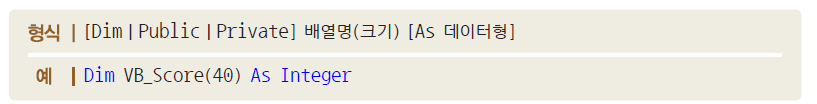 형식 | [Dim|Public|Private] 배열명(크기) [As 데이터형]
예 | Dim VB_Score(40) As Integer